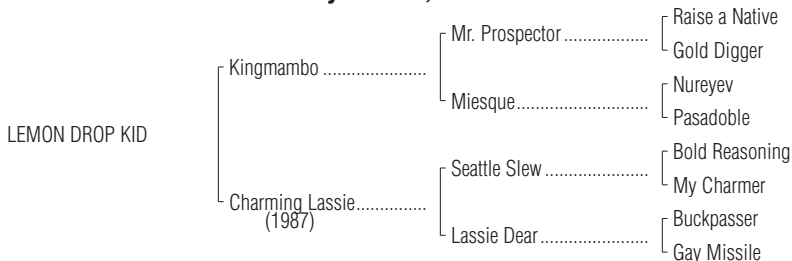 Raise a Native
Mr. Prospector ..................
Gold Digger
Kingmambo ......................
Nureyev
Miesque............................
Pasadoble
LEMON DROP KID
Bold Reasoning
Seattle Slew ......................
My Charmer
Charming Lassie...............
(1987)
Buckpasser
Lassie Dear.......................
Gay Missile